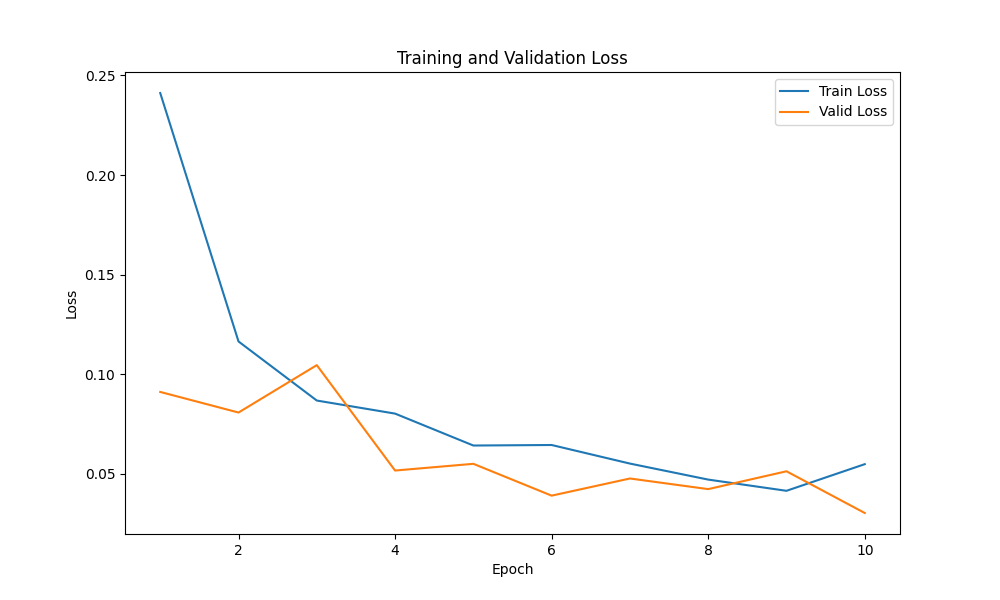 Training and Validation Loss
Train Loss
Valid Loss
0.25
0.20
0.15
0.10
0.05
Loss
2 4 6 8 10
Epoch